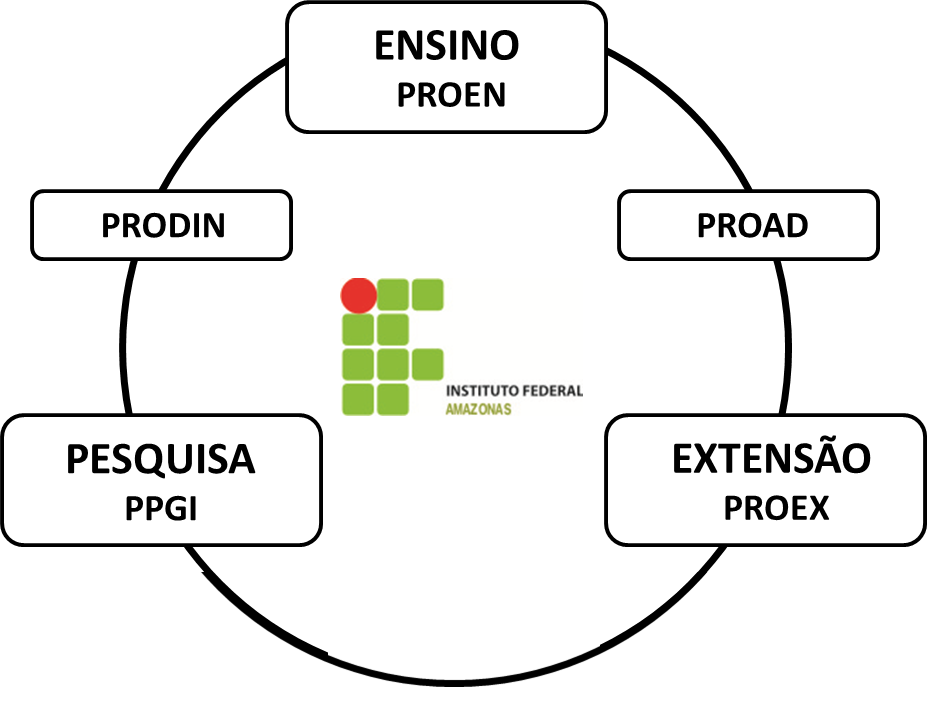 ENSINO
PROEN
PRODIN
PROAD
INSTITUTO FEDERAL
AMAZONAS
PESQUISA
PPGI
EXTENSÃO
PROEX